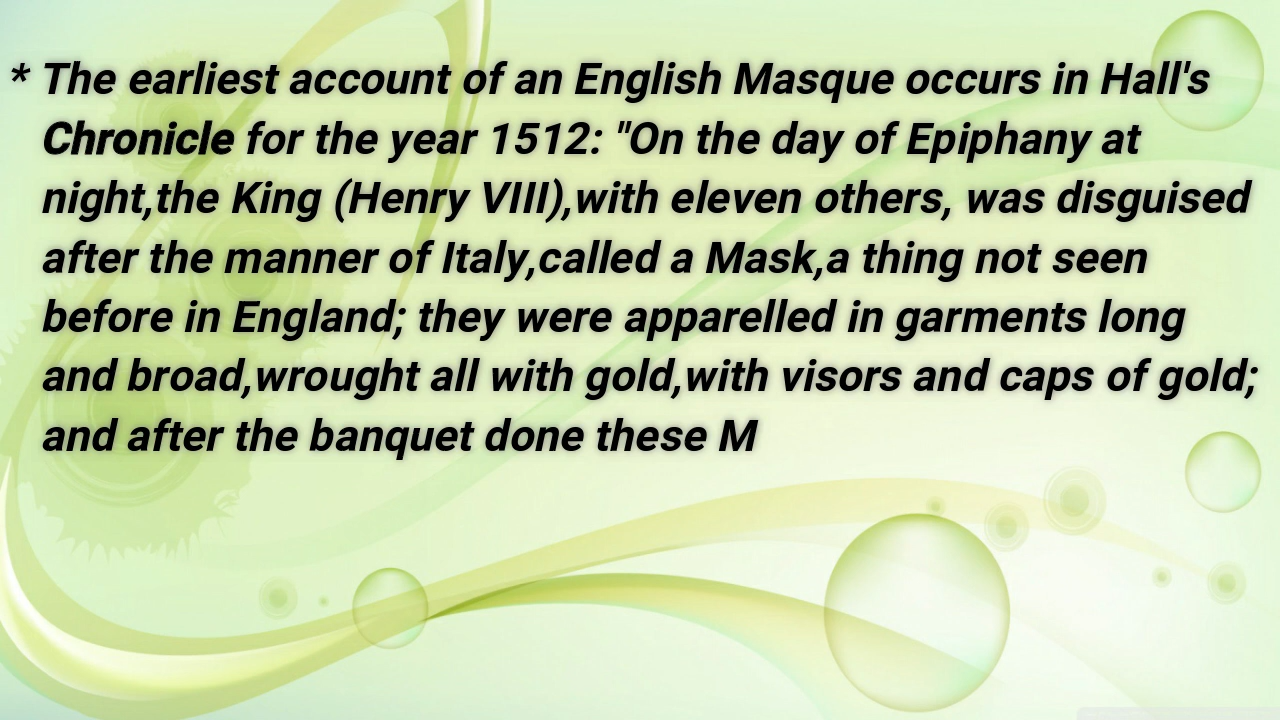 * The earliest account of an English Masque occurs in Hall's
Chronicle for the year 1512: "On the day of Epiphany at
night,the King (Henry VIII),with eleven others, was disguised
after the manner of Italy,called a Mask,a thing not seen
before in England; they were apparelled in garments long
and broad,wrought all with gold,with visors and caps of gold;
and after the banquet done these M